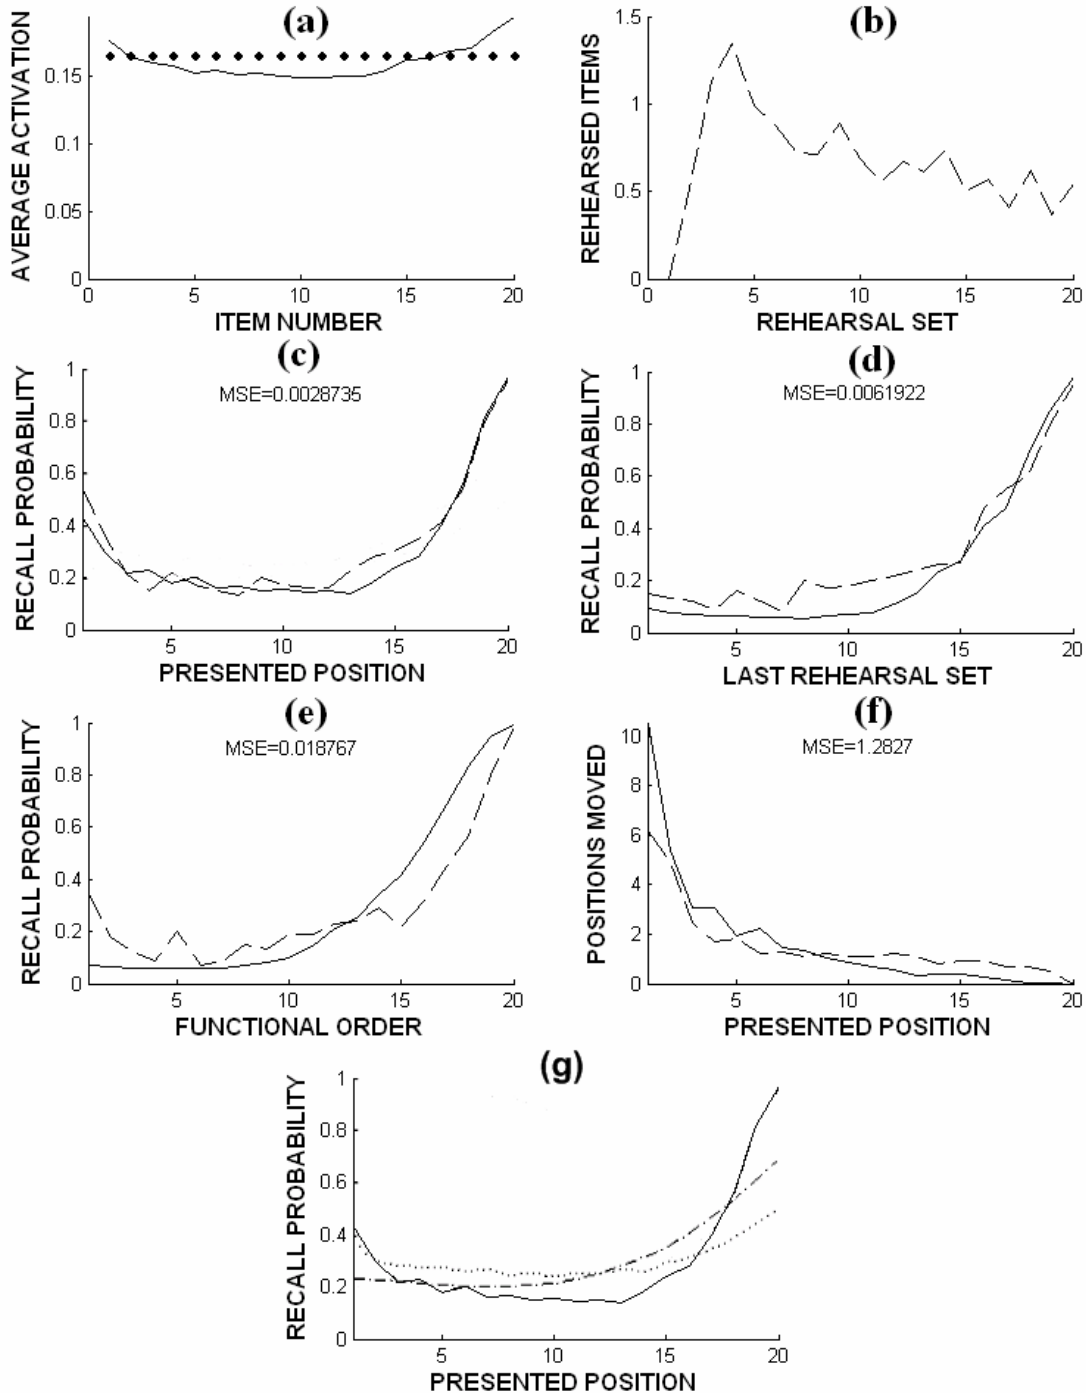 (a)
AVERAGE ACTIVATION
0.15
0.1
0.05
0
0 5 10 15 20
ITEM NUMBER
(b)
REHEARSED ITEMS
1.5
1
0.5
0
0 5 10 15 20
REHEARSAL SET
(c)
MSE=0.0028735
RECALL PROBABILITY
1
0.8
0.6
0.4
0.2
0
5 10 15 20
PRESENTED POSITION
(d)
MSE=0.0061922
RECALL PROBABILITY
1
0.8
0.6
0.4
0.2
0
5 10 15 20
LAST REHEARSAL SET
(e)
MSE=0.018767
RECALL PROBABILITY
1
0.8
0.6
0.4
0.2
0
5 10 15 20
FUNCTIONAL ORDER
(f)
MSE=1.2827
POSITIONS MOVED
10
8
6
4
2
0
5 10 15 20
PRESENTED POSITION
(g)
RECALL PROBABILITY
1
0.8
0.6
0.4
0.2
0
5 10 15 20
PRESENTED POSITION